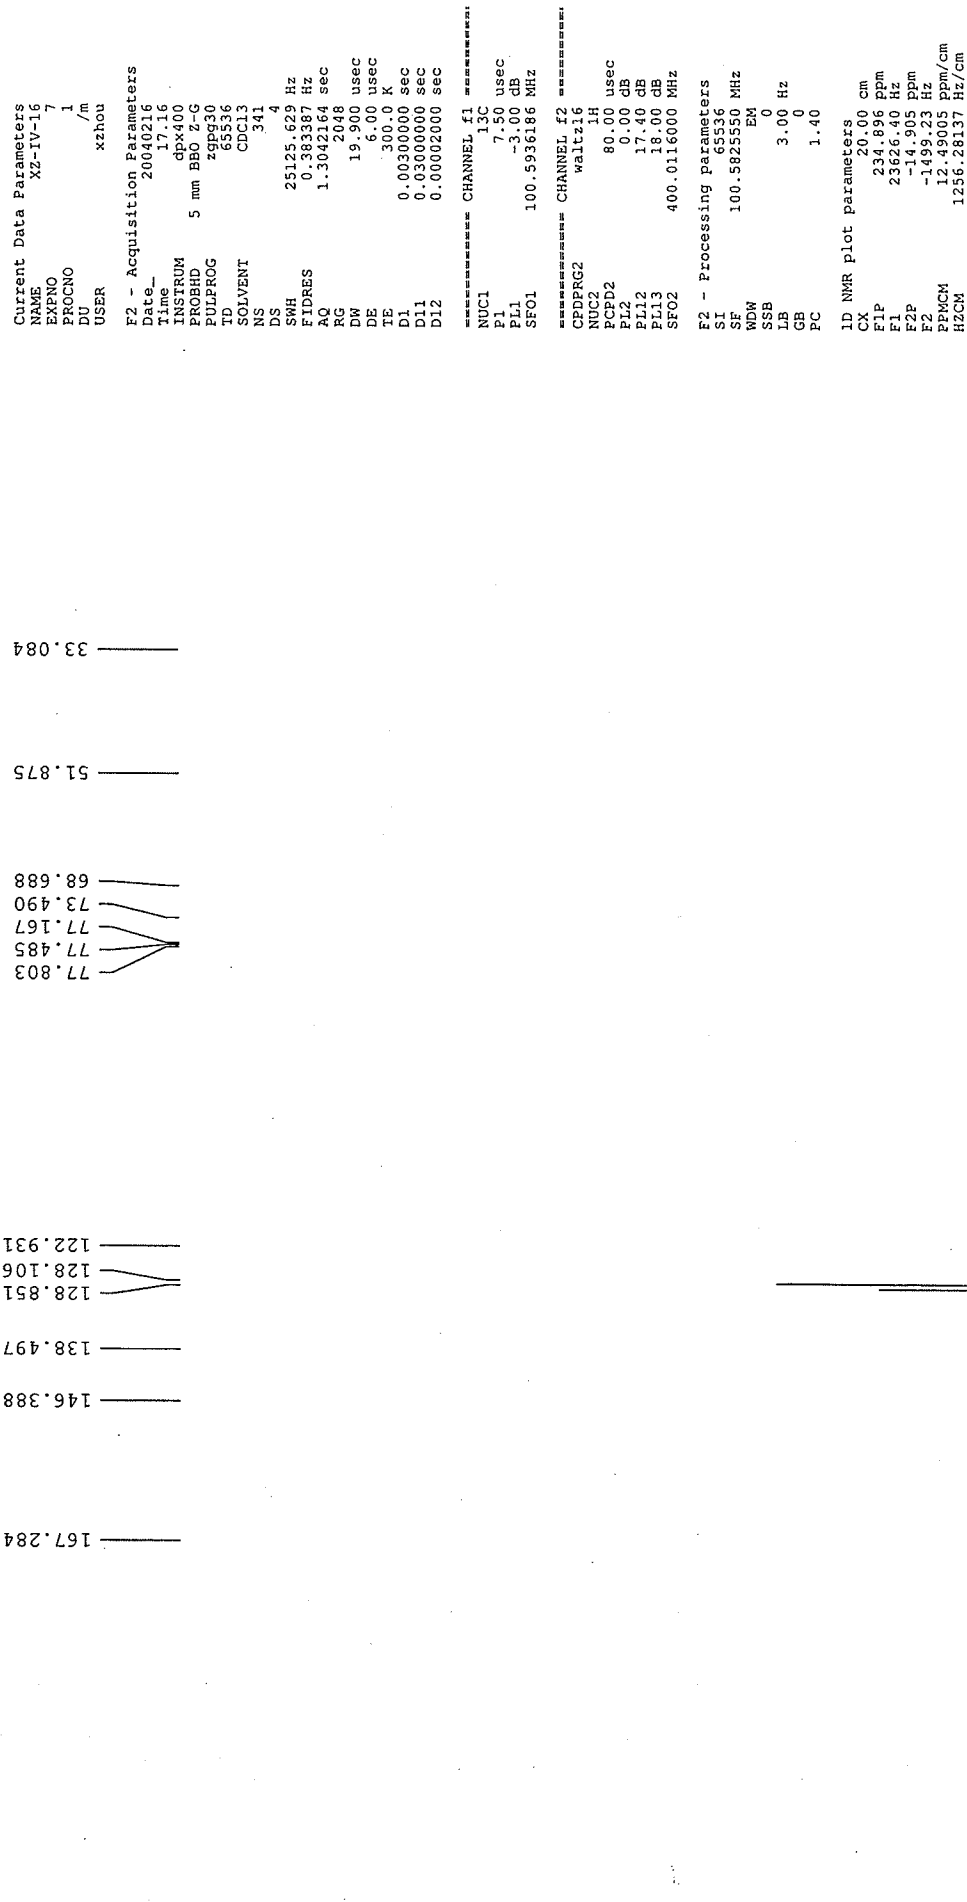 Current Data Parameters
NAME XZ-IV-16
EXPNO 7
PROCNO 1
DU /m
USER xzhou
F2 - Acquisition Parameters
Date_ 20040216
Time 17.16
INSTRUM dpx400
PROBHD 5 mm BBO Z-G
PULPROG zgpg30
TD 65536
SOLVENT CDCl3
NS 341
DS 4
SWH 25125.629 Hz
FIDRES 0.383387 Hz
AQ 1.3042164 sec
RG 2048
DW 19.900 usec
DE 6.00 usec
TE 300.0 K
D1 0.00300000 sec
D11 0.03000000 sec
D12 0.00002000 sec
========== CHANNEL f1 =========
NUC1 13C
P1 7.50 usec
PL1 -3.00 dB
SFO1 100.5936186 MHz
========== CHANNEL f2 =========
CPDPRG2 waltz16
NUC2 1H
PCPD2 80.00 usec
PL2 0.00 dB
PL12 17.40 dB
PL13 18.00 dB
SFO2 400.0116000 MHz
F2 - Processing parameters
SI 65536
SF 100.5825550 MHz
WDW EM
SSB 0
LB 3.00 Hz
GB 0
PC 1.40
1D NMR plot parameters
CX 20.00 cm
F1P 234.896 ppm
F1 23626.40 Hz
F2P -14.905 ppm
F2 -1499.23 Hz
PPMCM 12.49005 ppm/cm
HZCM 1256.28137 Hz/cm
33.084
51.875
68.688
73.490
77.167
77.485
77.803
122.931
128.106
128.851
138.497
146.388
167.284